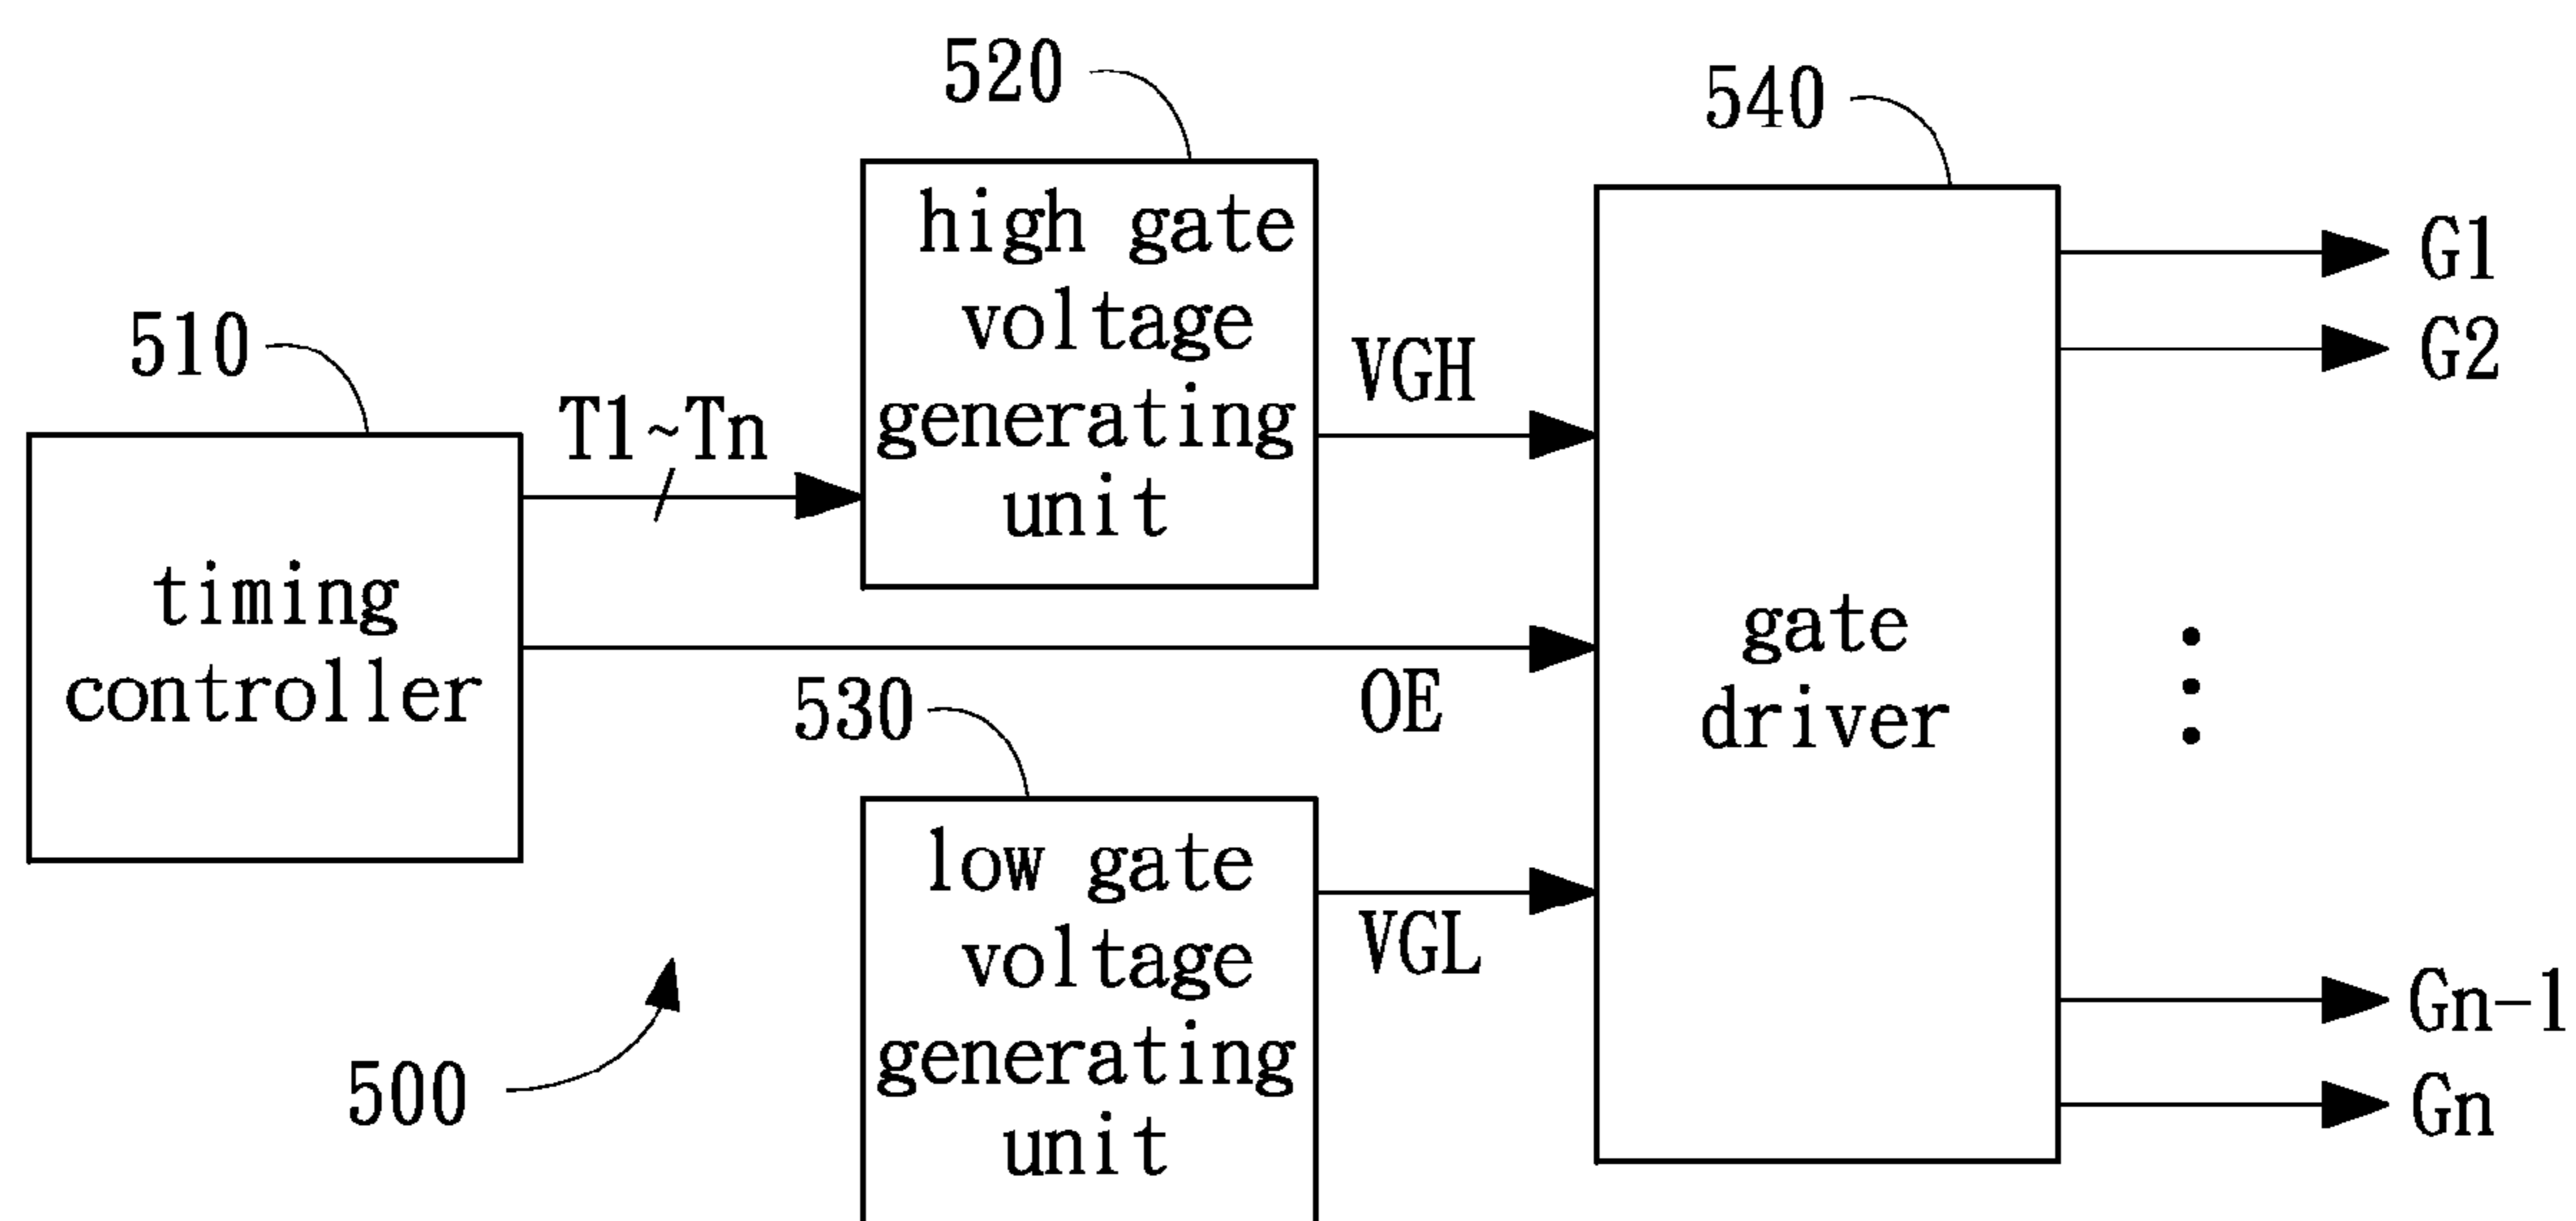 520
540
510
high gate
voltage
generating
unit
T1~Tn
VGH
G1
G2
timing
controller
OE
gate
driver
530
low gate
voltage
generating
unit
VGL
500
Gn-1
Gn